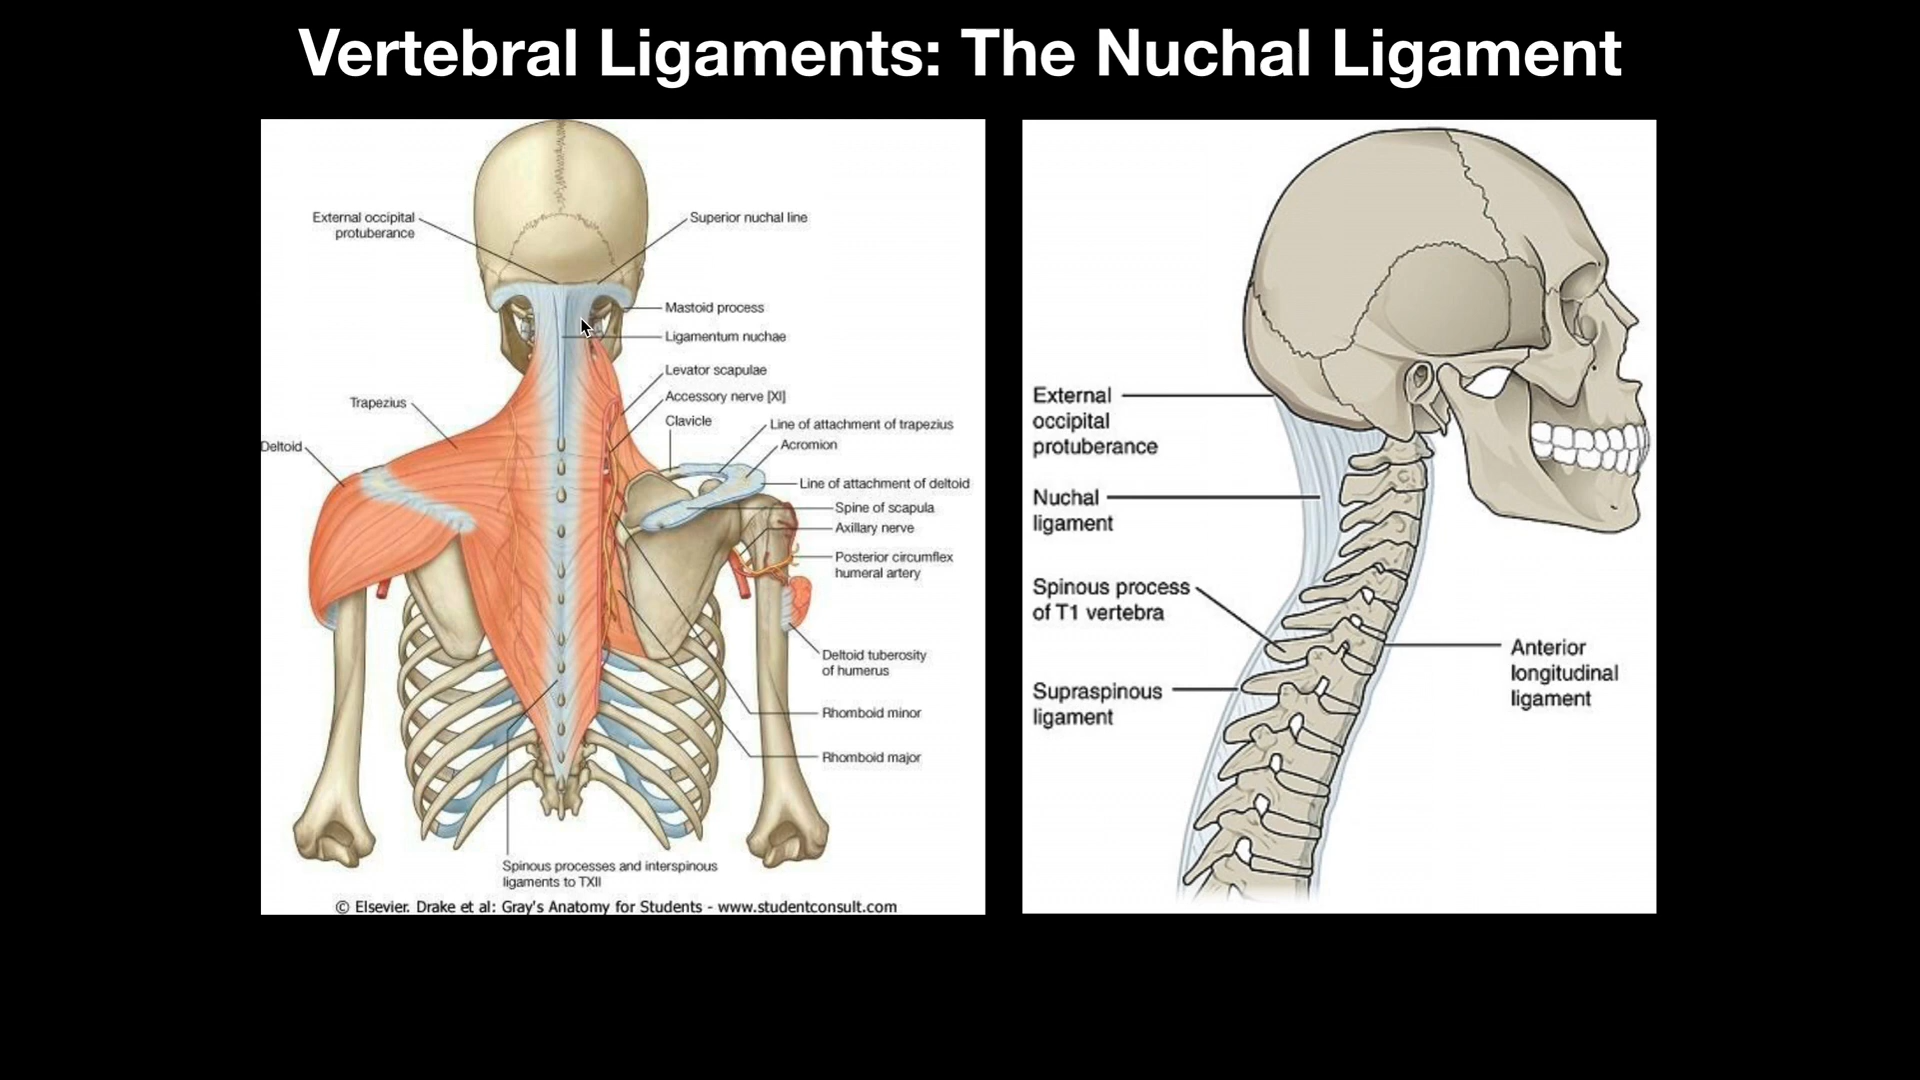 Vertebral Ligaments: The Nuchal Ligament
External occipital
protuberance
Superior nuchal line
Mastoid process
Ligamentum nuchae
Levator scapulae
Accessory nerve [XI]
Trapezius
Clavicle
Line of attachment of trapezius
Acromion
Deltoid
Line of attachment of deltoid
Spine of scapula
Axillary nerve
Posterior circumflex
humeral artery
Deltoid tuberosity
of humerus
Rhomboid minor
Rhomboid major
Spinous processes and interspinous
ligaments to TXII
© Elsevier. Drake et al: Gray's Anatomy for Students - www.studentconsult.com
External
occipital
protuberance
Nuchal
ligament
Spinous process
of T1 vertebra
Supraspinous
ligament
Anterior
longitudinal
ligament